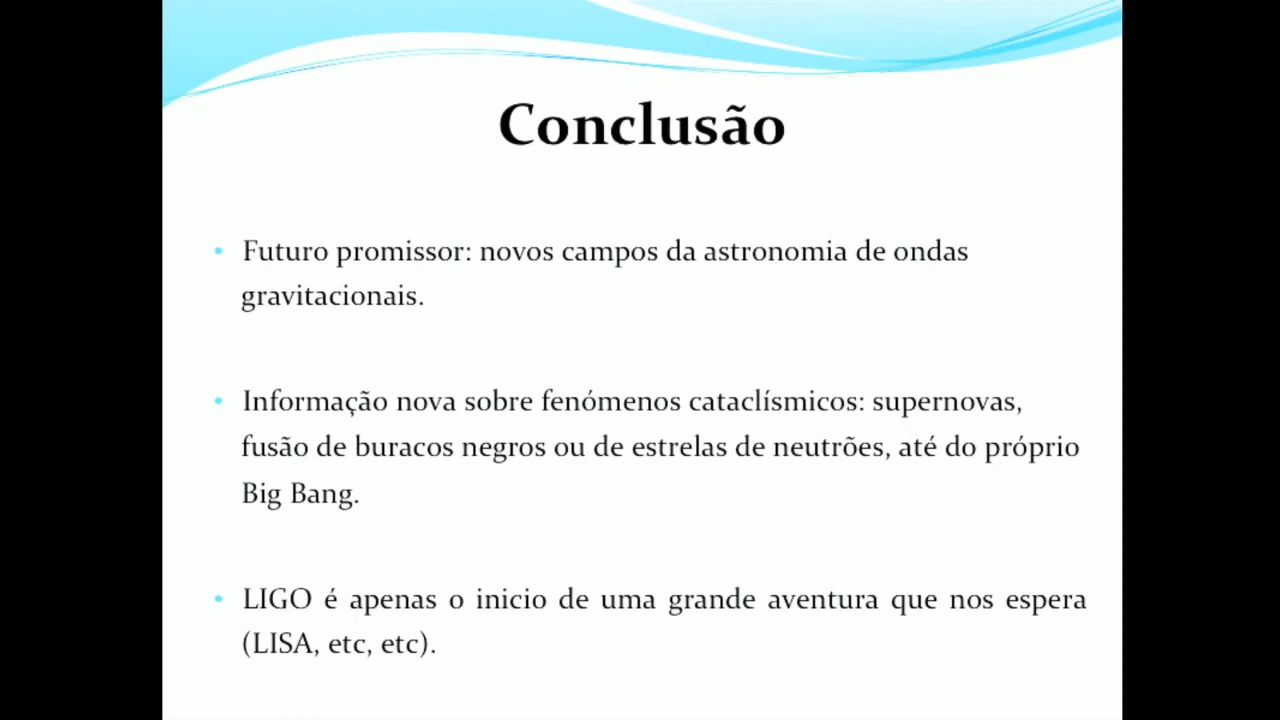 Conclusão
• Futuro promissor: novos campos da astronomia de ondas
gravitacionais.
• Informação nova sobre fenómenos cataclísmicos: supernovas,
fusão de buracos negros ou de estrelas de neutrões, até do próprio
Big Bang.
• LIGO é apenas o inicio de uma grande aventura que nos espera
(LISA, etc, etc).